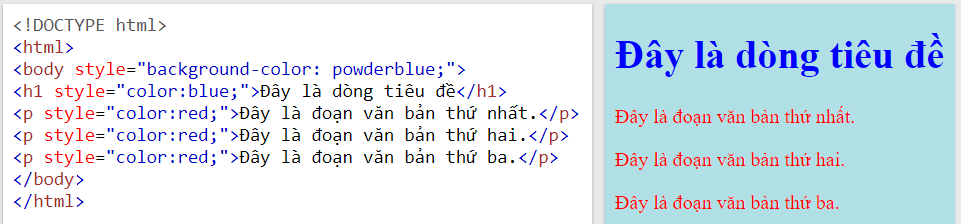 <!DOCTYPE html>
<html>
<body style="background-color: powderblue;">
<h1 style="color:blue;">Đây là dòng tiêu đề</h1>
<p style="color:red;">Đây là đoạn văn bản thứ nhất.</p>
<p style="color:red;">Đây là đoạn văn bản thứ hai.</p>
<p style="color:red;">Đây là đoạn văn bản thứ ba.</p>
</body>
</html>
Đây là dòng tiêu đề
Đây là đoạn văn bản thứ nhất.
Đây là đoạn văn bản thứ hai.
Đây là đoạn văn bản thứ ba.